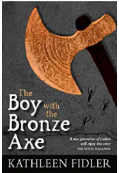 The
Boy with the
Bronze
Axe
KATHLEEN FIDLER